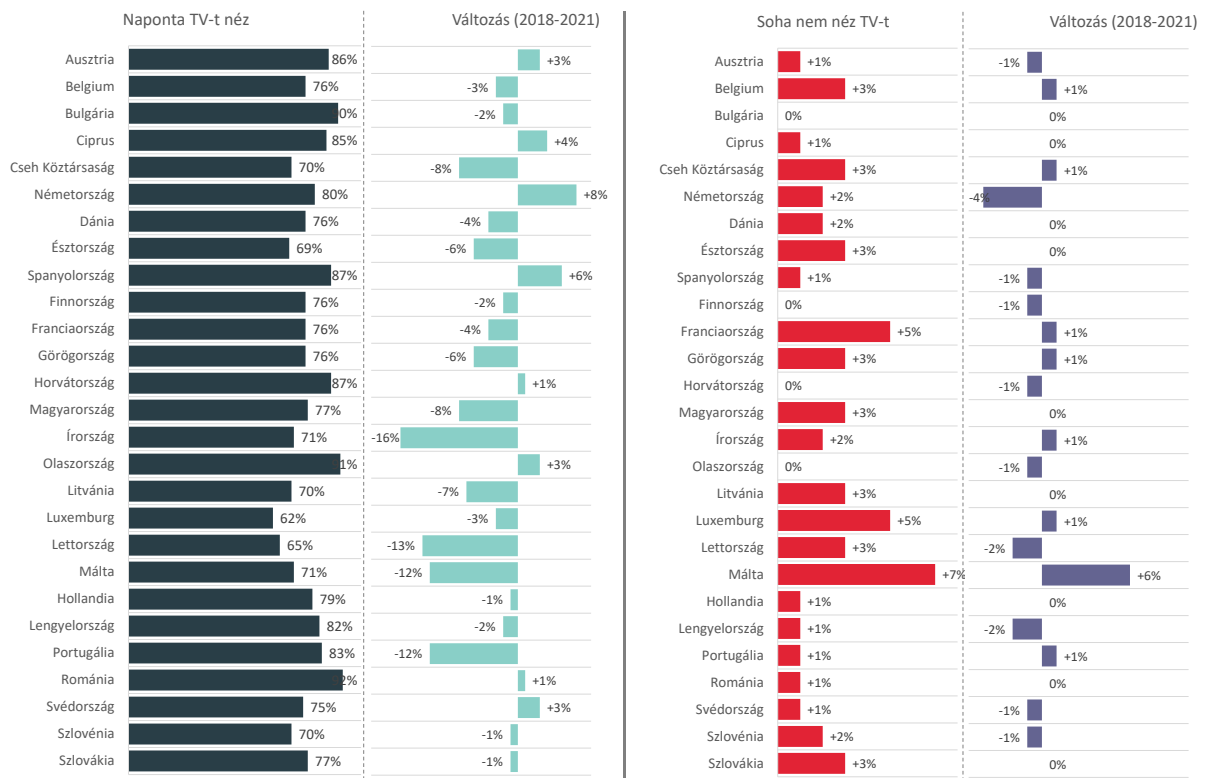 Naponta TV-t néz Változás (2018-2021)
Ausztria 86% +3%
Belgium 76% -3%
Bulgária 90% -2%
Ciprus 85% +4%
Cseh Köztársaság 70% -8%
Németország 80% +8%
Dánia 76% -4%
Észtország 69% -6%
Spanyolország 87% +6%
Finnország 76% -2%
Franciaország 76% -4%
Görögország 76% -6%
Horvátország 87% +1%
Magyarország 77% -8%
Írország 71% -16%
Olaszország 91% +3%
Litvánia 70% -7%
Luxemburg 62% -3%
Lettország 65% -13%
Málta 71% -12%
Hollandia 79% -1%
Lengyelország 82% -2%
Portugália 83% -12%
Románia 92% +1%
Svédország 75% +3%
Szlovénia 70% -1%
Szlovákia 77% -1%
Soha nem néz TV-t Változás (2018-2021)
Ausztria +1% -1%
Belgium +3% +1%
Bulgária 0% 0%
Ciprus +1% 0%
Cseh Köztársaság +3% +1%
Németország +2% -4%
Dánia +2% 0%
Észtország +3% 0%
Spanyolország +1% -1%
Finnország 0% -1%
Franciaország +5% +1%
Görögország +3% +1%
Horvátország 0% -1%
Magyarország +3% 0%
Írország +2% +1%
Olaszország 0% -1%
Litvánia +3% 0%
Luxemburg +5% +1%
Lettország +3% -2%
Málta +7% +6%
Hollandia +1% 0%
Lengyelország +1% -2%
Portugália +1% +1%
Románia +1% 0%
Svédország +1% -1%
Szlovénia +2% -1%
Szlovákia +3% 0%